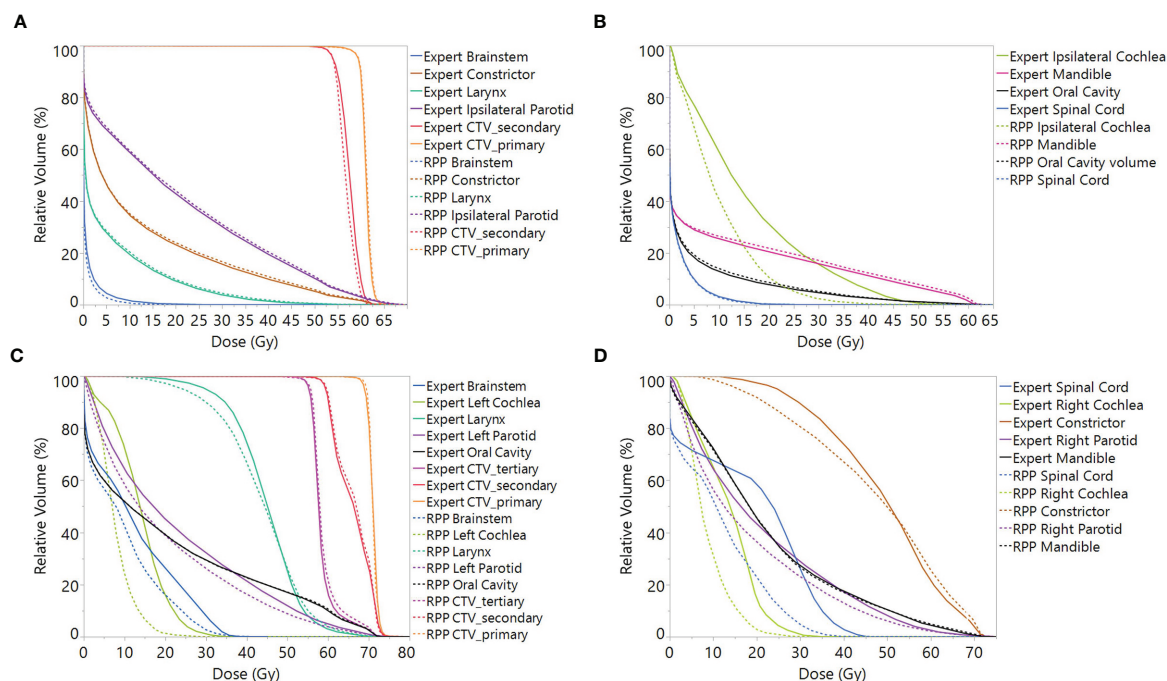 A
Relative Volume (%)
100
80
60
40
20
0
0 5 10 15 20 25 30 35 40 45 50 55 60 65
Dose (Gy)
Expert Brainstem
Expert Constrictor
Expert Larynx
Expert Ipsilateral Parotid
Expert CTV_secondary
Expert CTV_primary
RPP Brainstem
RPP Constrictor
RPP Larynx
RPP Ipsilateral Parotid
RPP CTV_secondary
RPP CTV_primary
B
Relative Volume (%)
100
80
60
40
20
0
0 5 10 15 20 25 30 35 40 45 50 55 60 65
Dose (Gy)
Expert Ipsilateral Cochlea
Expert Mandible
Expert Oral Cavity
Expert Spinal Cord
RPP Ipsilateral Cochlea
RPP Mandible
RPP Oral Cavity volume
RPP Spinal Cord
C
Relative Volume (%)
100
80
60
40
20
0
0 10 20 30 40 50 60 70 80
Dose (Gy)
Expert Brainstem
Expert Left Cochlea
Expert Larynx
Expert Left Parotid
Expert Oral Cavity
Expert CTV_tertiary
Expert CTV_secondary
Expert CTV_primary
RPP Brainstem
RPP Left Cochlea
RPP Larynx
RPP Left Parotid
RPP Oral Cavity
RPP CTV_tertiary
RPP CTV_secondary
RPP CTV_primary
D
Relative Volume (%)
100
80
60
40
20
0
0 10 20 30 40 50 60 70
Dose (Gy)
Expert Spinal Cord
Expert Right Cochlea
Expert Constrictor
Expert Right Parotid
Expert Mandible
RPP Spinal Cord
RPP Right Cochlea
RPP Constrictor
RPP Right Parotid
RPP Mandible